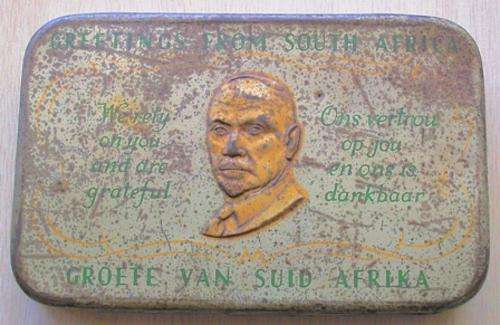 GREETINGS FROM SOUTH AFRICA
We rely
on you
and are
grateful
Ons vertrou
op jou
en ons is
dankbaar
GROETE VAN SUID AFRIKA